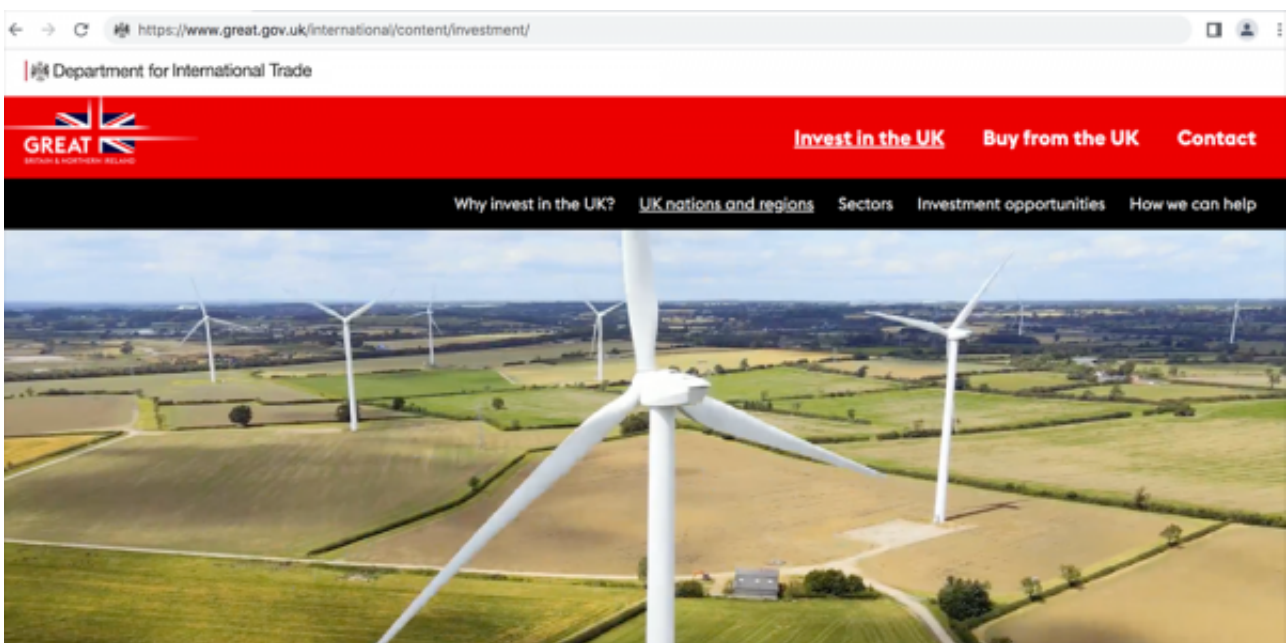 https://www.great.gov.uk/international/content/investment/
Department for International Trade
GREAT
BRITAIN & NORTHERN IRELAND
Invest in the UK Buy from the UK Contact
Why invest in the UK? UK nations and regions Sectors Investment opportunities How we can help